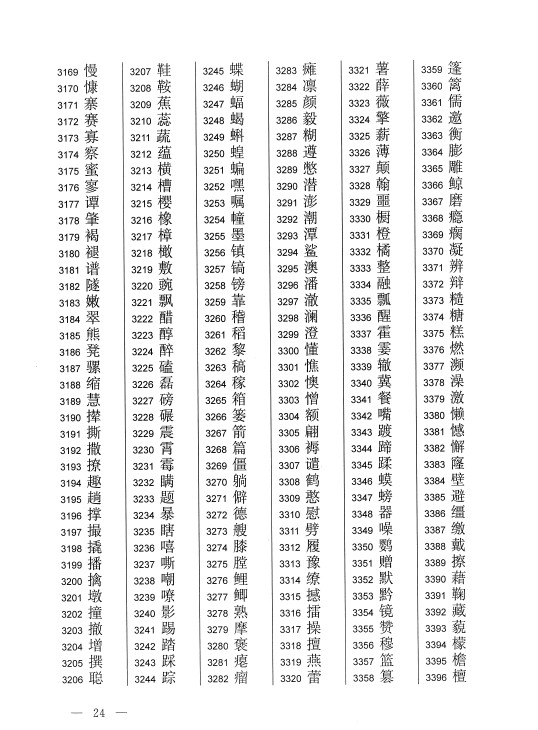 3169 慢
3170 慷
3171 寨
3172 赛
3173 寡
3174 察
3175 蜜
3176 寥
3177 谭
3178 肇
3179 褐
3180 褪
3181 谱
3182 隧
3183 嫩
3184 翠
3185 熊
3186 凳
3187 骡
3188 缩
3189 慧
3190 撵
3191 撕
3192 撒
3193 撩
3194 趣
3195 趟
3196 撑
3197 撮
3198 撬
3199 播
3200 擒
3201 墩
3202 撞
3203 撤
3204 增
3205 撰
3206 聪
3207 鞋
3208 鞍
3209 蕉
3210 蕊
3211 蔬
3212 蕴
3213 横
3214 槽
3215 樱
3216 橡
3217 樟
3218 橄
3219 敷
3220 豌
3221 飘
3222 醋
3223 醇
3224 醉
3225 磕
3226 磊
3227 磅
3228 碾
3229 震
3230 霄
3231 霉
3232 瞒
3233 题
3234 暴
3235 瞎
3236 嘻
3237 嘶
3238 嘲
3239 嘹
3240 影
3241 踢
3242 踏
3243 踩
3244 踪
3245 蝶
3246 蝴
3247 蝠
3248 蝎
3249 蝌
3250 蝗
3251 蝙
3252 嘿
3253 嘱
3254 幢
3255 墨
3256 镇
3257 镐
3258 镑
3259 靠
3260 稽
3261 稻
3262 黎
3263 稿
3264 稼
3265 箱
3266 篓
3267 箭
3268 篇
3269 僵
3270 躺
3271 僻
3272 德
3273 艘
3274 膝
3275 膛
3276 鲤
3277 鲫
3278 熟
3279 摩
3280 褒
3281 瘪
3282 瘤
3283 瘫
3284 凛
3285 颜
3286 毅
3287 糊
3288 遵
3289 憋
3290 潜
3291 澎
3292 潮
3293 潭
3294 鲨
3295 澳
3296 潘
3297 澈
3298 澜
3299 澄
3300 懂
3301 憔
3302 懊
3303 憎
3304 额
3305 翩
3306 褥
3307 谴
3308 鹤
3309 憨
3310 慰
3311 劈
3312 履
3313 豫
3314 缭
3315 撼
3316 擂
3317 操
3318 擅
3319 燕
3320 蕾
3321 薯
3322 薛
3323 薇
3324 擎
3325 薪
3326 薄
3327 颠
3328 翰
3329 噩
3330 橱
3331 橙
3332 橘
3333 整
3334 融
3335 瓢
3336 醒
3337 霍
3338 霎
3339 辙
3340 冀
3341 餐
3342 嘴
3343 踱
3344 蹄
3345 蹂
3346 蟆
3347 螃
3348 器
3349 噪
3350 鹦
3351 赠
3352 默
3353 黔
3354 镜
3355 赞
3356 穆
3357 篮
3358 篡
3359 篷
3360 篱
3361 儒
3362 邀
3363 衡
3364 膨
3365 雕
3366 鲸
3367 磨
3368 瘾
3369 瘸
3370 凝
3371 辨
3372 辩
3373 糙
3374 糖
3375 糕
3376 燃
3377 濒
3378 澡
3379 激
3380 懒
3381 憾
3382 懈
3383 窿
3384 壁
3385 避
3386 缰
3387 缴
3388 戴
3389 擦
3390 藉
3391 鞠
3392 藏
3393 藐
3394 檬
3395 檐
3396 檀
— 24 —